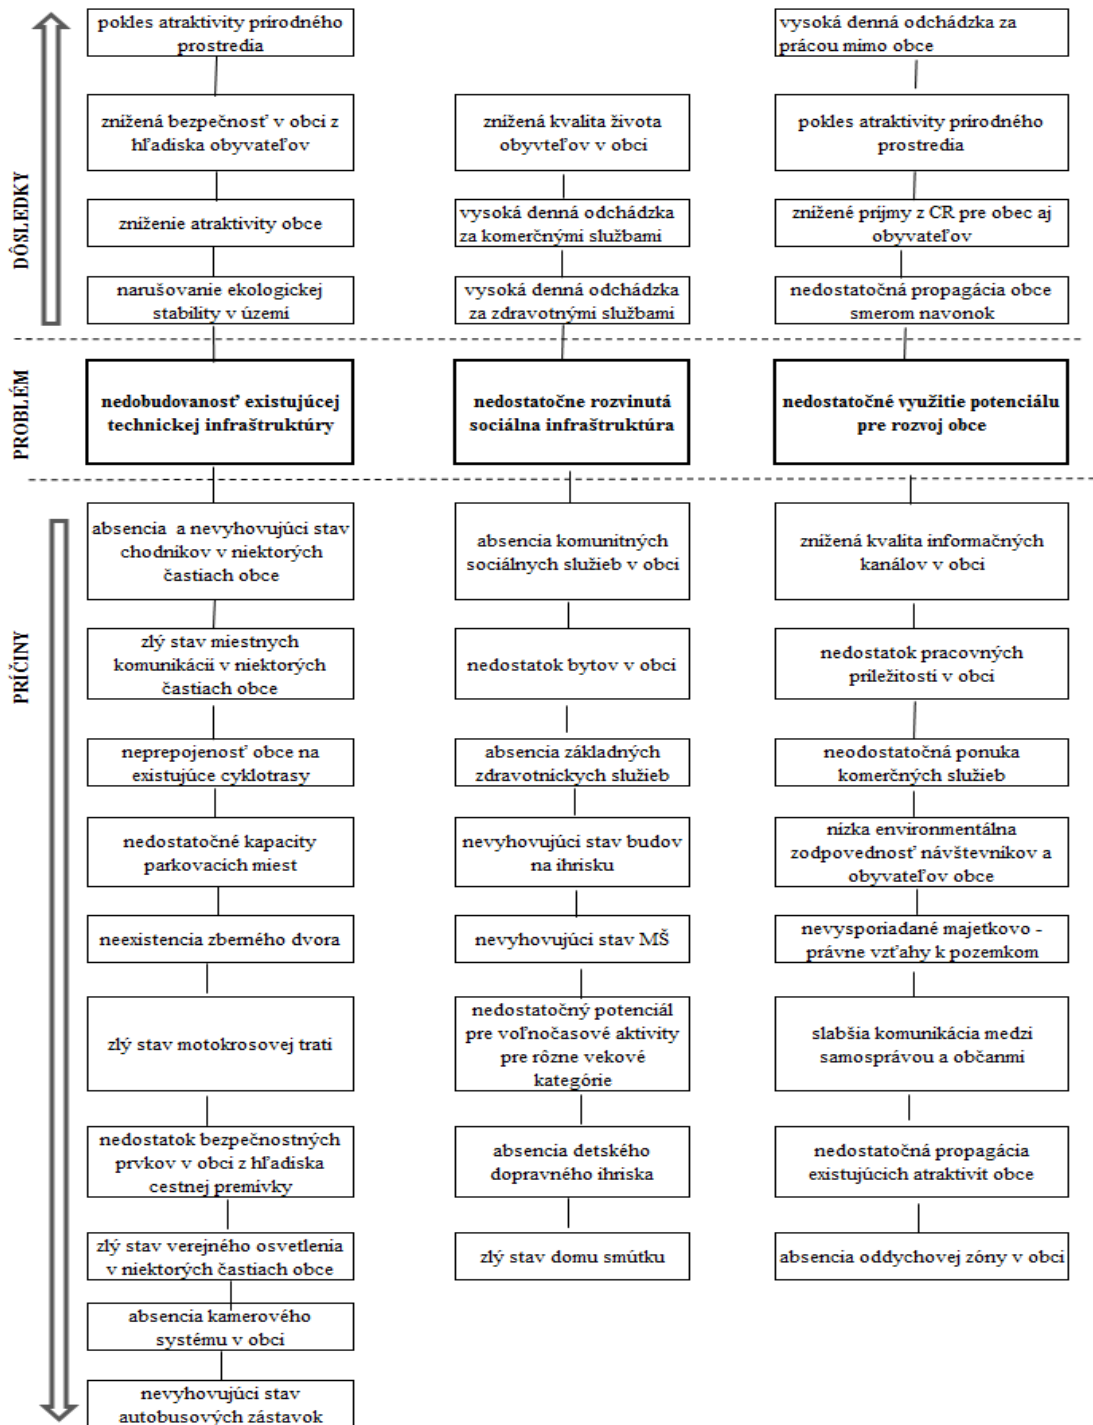 DÔSLEDKY
pokles atraktivity prírodného
prostredia
znížená bezpečnosť v obci z
hľadiska obyvateľov
zníženie atraktivity obce
narušovanie ekologickej
stability v území
znížená kvalita života
obyvteľov v obci
vysoká denná odchádzka
za komerčnými službami
vysoká denná odchádzka
za zdravotnými službami
vysoká denná odchádzka za
prácou mimo obce
pokles atraktivity prírodného
prostredia
znížené príjmy z CR pre obec aj
obyvateľov
nedostatočná propagácia obce
smerom navonok
PROBLÉM
nedobudovanosť existujúcej
technickej infraštruktúry
nedostatočne rozvinutá
sociálna infraštruktúra
nedostatočné využitie potenciálu
pre rozvoj obce
PRÍČINY
absencia a nevyhovujúci stav
chodníkov v niektorých
častiach obce
zlý stav miestnych
komunikácií v niektorých
častiach obce
neprepojenosť obce na
existujúce cyklotrasy
nedostatočné kapacity
parkovacích miest
neexistencia zberného dvora
zlý stav motokrosovej trati
nedostatok bezpečnostných
prvkov v obci z hľadiska
cestnej premívky
zlý stav verejného osvetlenia
v niektorých častiach obce
absencia kamerového
systému v obci
nevyhovujúci stav
autobusových zástavok
absencia komunitných
sociálnych služieb v obci
nedostatok bytov v obci
absencia základných
zdravotnickych služieb
nevyhovujúci stav budov
na ihrisku
nevyhovujúci stav MŠ
nedostatočný potenciál
pre voľnočasové aktivity
pre rôzne vekové
kategórie
absencia detského
dopravného ihriska
zlý stav domu smútku
znížená kvalita informačných
kanálov v obci
nedostatok pracovných
príležitostí v obci
neodostatočná ponuka
komerčných služieb
nízka environmentálna
zodpovednosť návštevníkov a
obyvateľov obce
nevysporiadané majetkovo -
právne vzťahy k pozemkom
slabšia komunikácia medzi
samosprávou a občanmi
nedostatočná propagácia
existujúcich atraktivít obce
absencia oddychovej zóny v obci